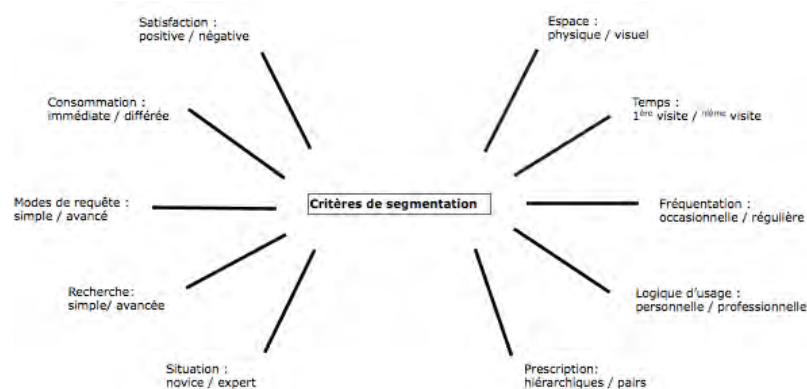 Satisfaction :
positive / négative
Espace :
physique / visuel
Consommation :
immédiate / différée
Temps :
1ère visite / nième visite
Modes de requête :
simple / avancé
Critères de segmentation
Fréquentation :
occasionnelle / régulière
Recherche:
simple/ avancée
Logique d'usage :
personnelle / professionnelle
Situation :
novice / expert
Prescription:
hiérarchiques / pairs